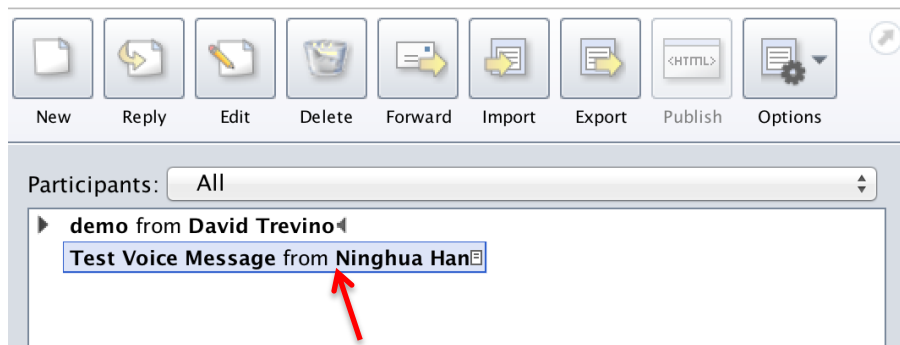 <HTML>
New Reply Edit Delete Forward Import Export Publish Options
Participants: All
demo from David Trevino
Test Voice Message from Ninghua Han